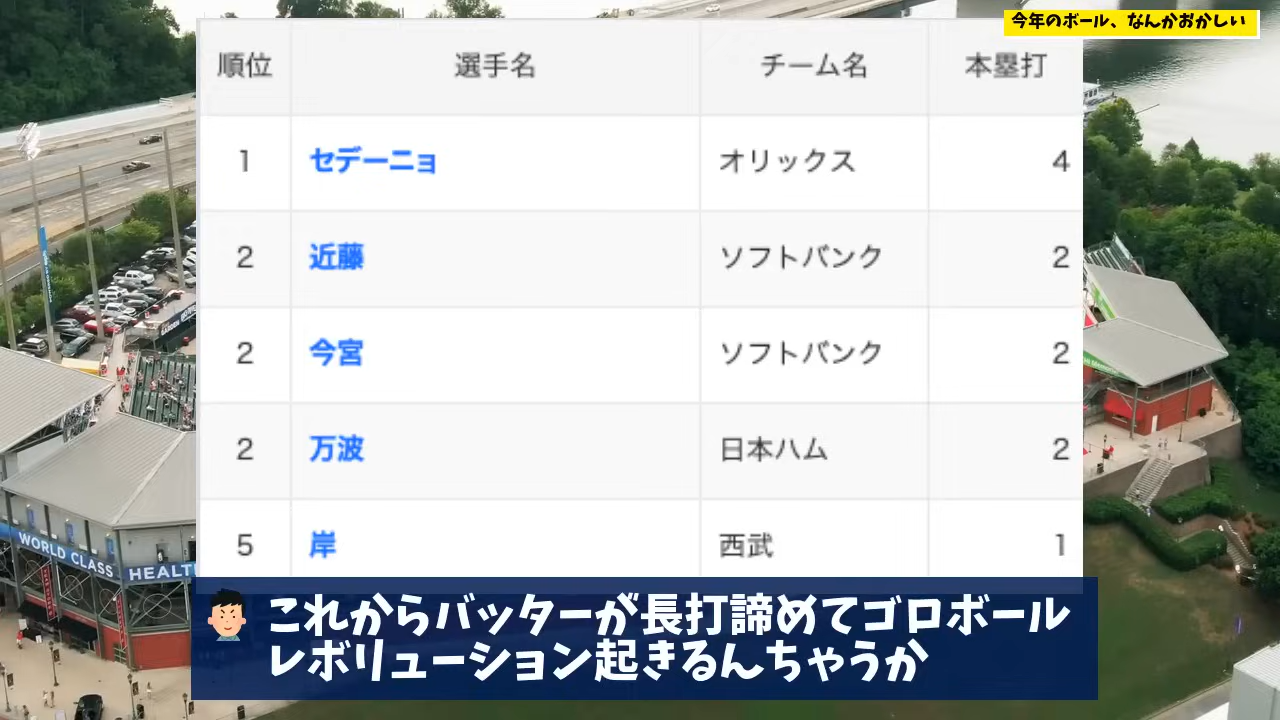 今年のボール、なんかおかしい
順位 選手名 チーム名 本塁打
1 セデーニョ オリックス 4
2 近藤 ソフトバンク 2
2 今宮 ソフトバンク 2
2 万波 日本ハム 2
5 岸 西武 1
WORLD CLASS
これからバッターが長打諦めてゴロボール
レボリューション起きるんちゃうか